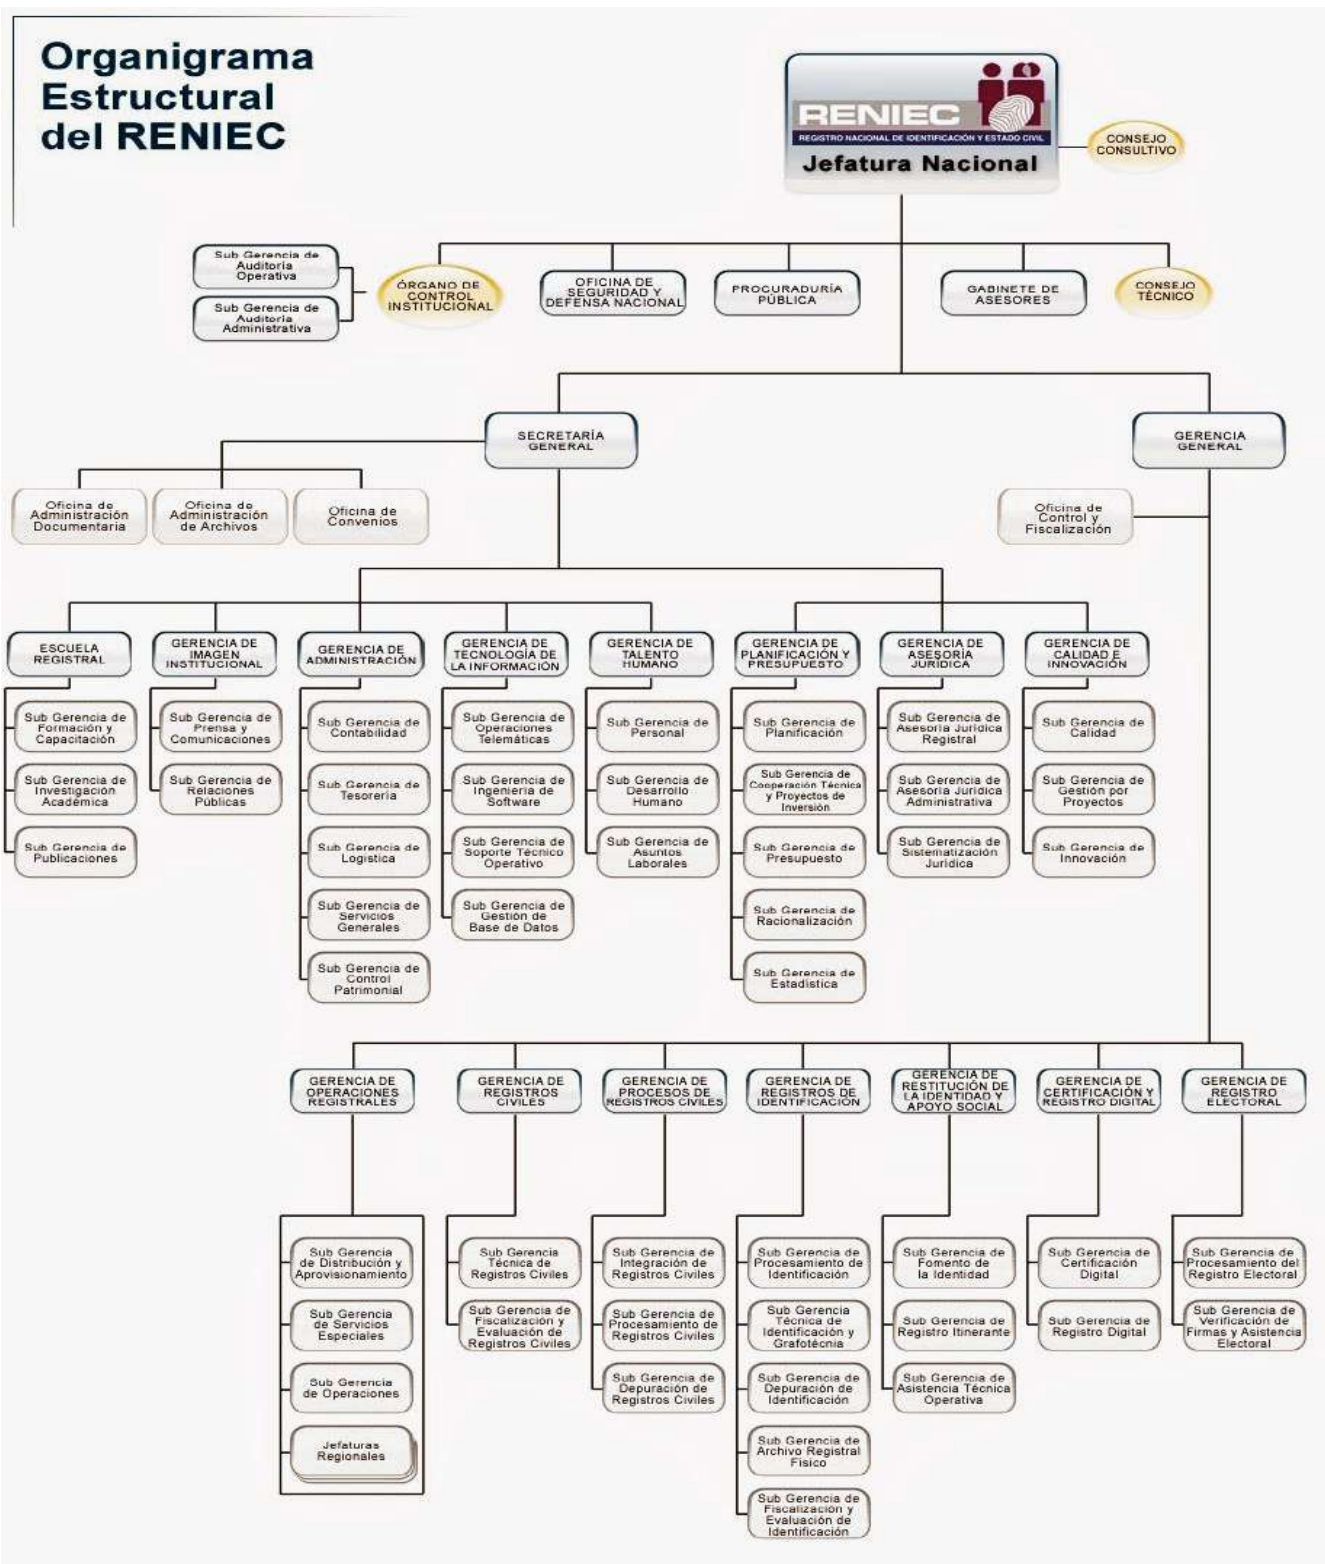 Organigrama
Estructural
del RENIEC
RENIEC
REGISTRO NACIONAL DE IDENTIFICACIÓN Y ESTADO CIVIL
Jefatura Nacional
CONSEJO
CONSULTIVO
Sub Gerencia de
Auditoría
Operativa
Sub Gerencia de
Auditoría
Administrativa
ÓRGANO DE
CONTROL
INSTITUCIONAL
OFICINA DE
SEGURIDAD Y
DEFENSA NACIONAL
PROCURADURÍA
PÚBLICA
GABINETE DE
ASESORES
CONSEJO
TÉCNICO
SECRETARÍA
GENERAL
GERENCIA
GENERAL
Oficina de
Administración
Documentaria
Oficina de
Administración
de Archivos
Oficina de
Convenios
Oficina de
Control y
Fiscalización
ESCUELA
REGISTRAL
GERENCIA DE
IMAGEN
INSTITUCIONAL
GERENCIA DE
ADMINISTRACIÓN
GERENCIA DE
TECNOLOGÍA DE
LA INFORMACIÓN
GERENCIA DE
TALENTO
HUMANO
GERENCIA DE
PLANIFICACIÓN Y
PRESUPUESTO
GERENCIA DE
ASESORÍA
JURÍDICA
GERENCIA DE
CALIDAD E
INNOVACIÓN
Sub Gerencia de
Formación y
Capacitación
Sub Gerencia de
Investigación
Académica
Sub Gerencia de
Publicaciones
Sub Gerencia de
Prensa y
Comunicaciones
Sub Gerencia de
Relaciones
Públicas
Sub Gerencia de
Contabilidad
Sub Gerencia de
Tesorería
Sub Gerencia de
Logística
Sub Gerencia de
Servicios
Generales
Sub Gerencia de
Control
Patrimonial
Sub Gerencia de
Operaciones
Telemáticas
Sub Gerencia de
Ingeniería de
Software
Sub Gerencia de
Soporte Técnico
Operativo
Sub Gerencia de
Gestión de
Base de Datos
Sub Gerencia de
Personal
Sub Gerencia de
Desarrollo
Humano
Sub Gerencia de
Asuntos
Laborales
Sub Gerencia de
Planificación
Sub Gerencia de
Cooperación Técnica
y Proyectos de
Inversión
Sub Gerencia de
Presupuesto
Sub Gerencia de
Racionalización
Sub Gerencia de
Estadística
Sub Gerencia de
Asesoría Jurídica
Registral
Sub Gerencia de
Asesoría Jurídica
Administrativa
Sub Gerencia de
Sistematización
Jurídica
Sub Gerencia de
Calidad
Sub Gerencia de
Gestión por
Proyectos
Sub Gerencia de
Innovación
GERENCIA DE
OPERACIONES
REGISTRALES
GERENCIA DE
REGISTROS
CIVILES
GERENCIA DE
PROCESOS DE
REGISTROS CIVILES
GERENCIA DE
REGISTROS DE
IDENTIFICACIÓN
GERENCIA DE
RESTITUCIÓN DE
LA IDENTIDAD Y
APOYO SOCIAL
GERENCIA DE
CERTIFICACIÓN Y
REGISTRO DIGITAL
GERENCIA DE
REGISTRO
ELECTORAL
Sub Gerencia
de Distribución y
Aprovisionamiento
Sub Gerencia
de Servicios
Especiales
Sub Gerencia
de Operaciones
Jefaturas
Regionales
Sub Gerencia
Técnica de
Registros Civiles
Sub Gerencia de
Fiscalización y
Evaluación de
Registros Civiles
Sub Gerencia de
Integración de
Registros Civiles
Sub Gerencia de
Procesamiento de
Registros Civiles
Sub Gerencia de
Depuración de
Registros Civiles
Sub Gerencia de
Procesamiento de
Identificación
Sub Gerencia
Técnica de
Identificación y
Grafotécnia
Sub Gerencia de
Depuración de
Identificación
Sub Gerencia de
Archivo Registral
Físico
Sub Gerencia de
Fiscalización y
Evaluación de
Identificación
Sub Gerencia de
Fomento de
la Identidad
Sub Gerencia de
Registro Itinerante
Sub Gerencia de
Asistencia Técnica
Operativa
Sub Gerencia de
Certificación
Digital
Sub Gerencia de
Registro Digital
Sub Gerencia de
Procesamiento del
Registro Electoral
Sub Gerencia de
Verificación de
Firmas y Asistencia
Electoral